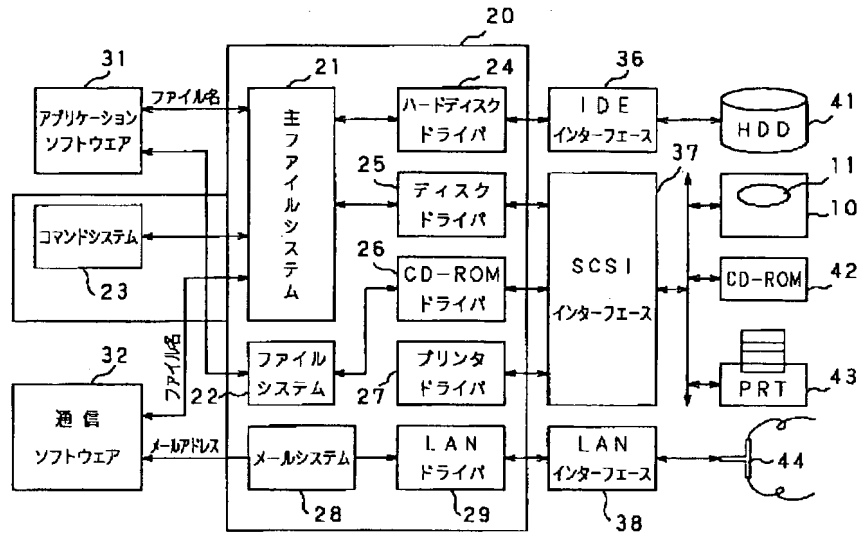 20
31
ファイル名
アプリケーション
ソフトウェア
21
主ファイルシステム
24
ハードディスク
ドライバ
36
IDE
インターフェース
HDD
41
25
ディスク
ドライバ
37
SCSI
インターフェース
11
10
コマンドシステム
23
26
CD-ROM
ドライバ
CD-ROM
42
ファイル名
ファイル
システム
22
プリンタ
ドライバ
27
PRT
43
32
通信
ソフトウェア
メールアドレス
メールシステム
28
LAN
ドライバ
29
LAN
インターフェース
38
44